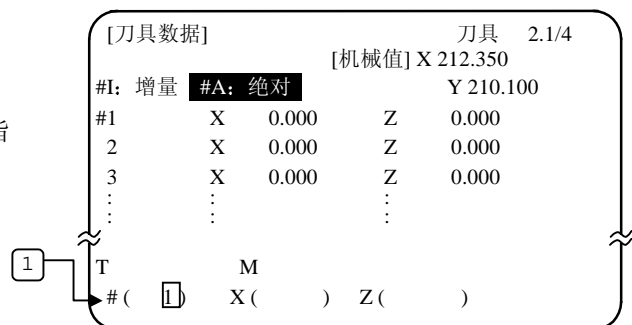 [刀具数据] 刀具 2.1/4
[机械值] X 212.350
#I: 增量 #A: 绝对 Y 210.100
#1 X 0.000 Z 0.000
2 X 0.000 Z 0.000
3 X 0.000 Z 0.000
T M
1
# ( 1) X ( ) Z ( )